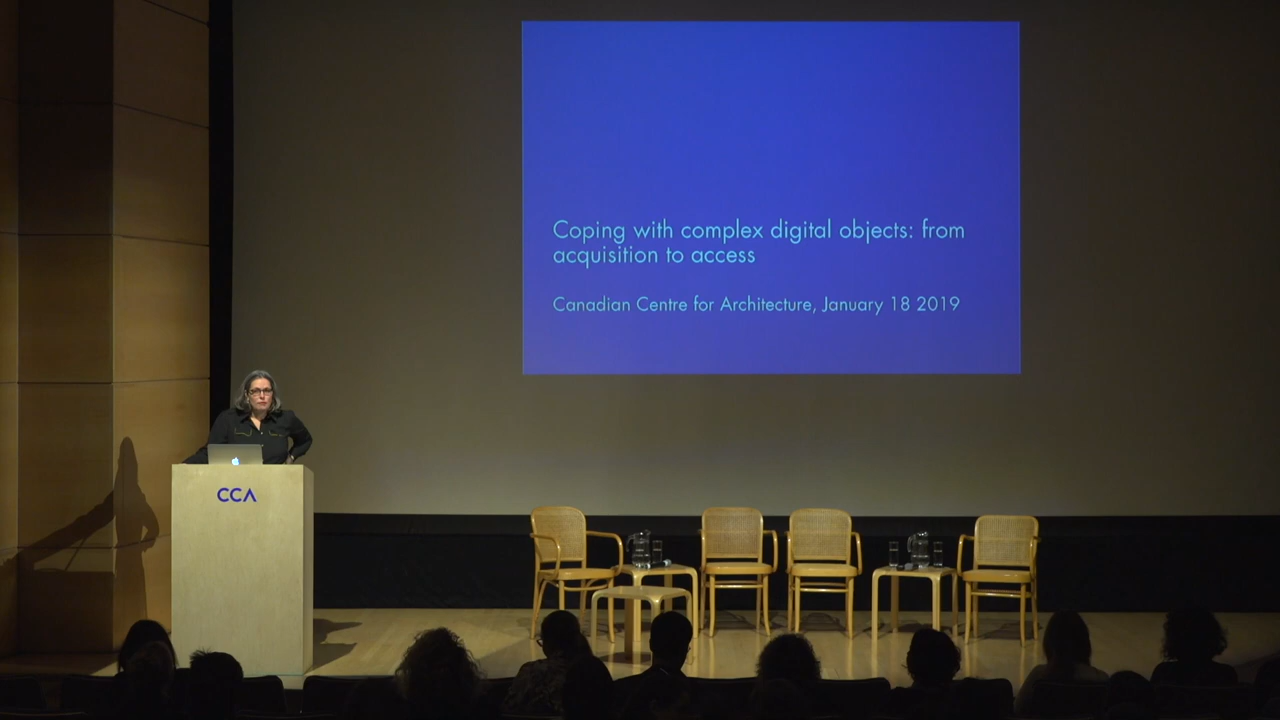 Coping with complex digital objects: from
acquisition to access
Canadian Centre for Architecture, January 18 2019
CCA